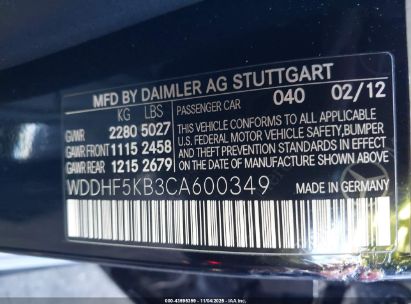 MFD BY DAIMLER AG STUTTGART
KG LBS PASSENGER CAR 040 02/12
GVWR 2280 5027
GAWR FRONT 1115 2458
GAWR REAR 1215 2679
THIS VEHICLE CONFORMS TO ALL APPLICABLE
U.S. FEDERAL MOTOR VEHICLE SAFETY, BUMPER
AND THEFT PREVENTION STANDARDS IN EFFECT
ON THE DATE OF MANUFACTURE SHOWN ABOVE.
WDDHF5KB3CA600349
MADE IN GERMANY